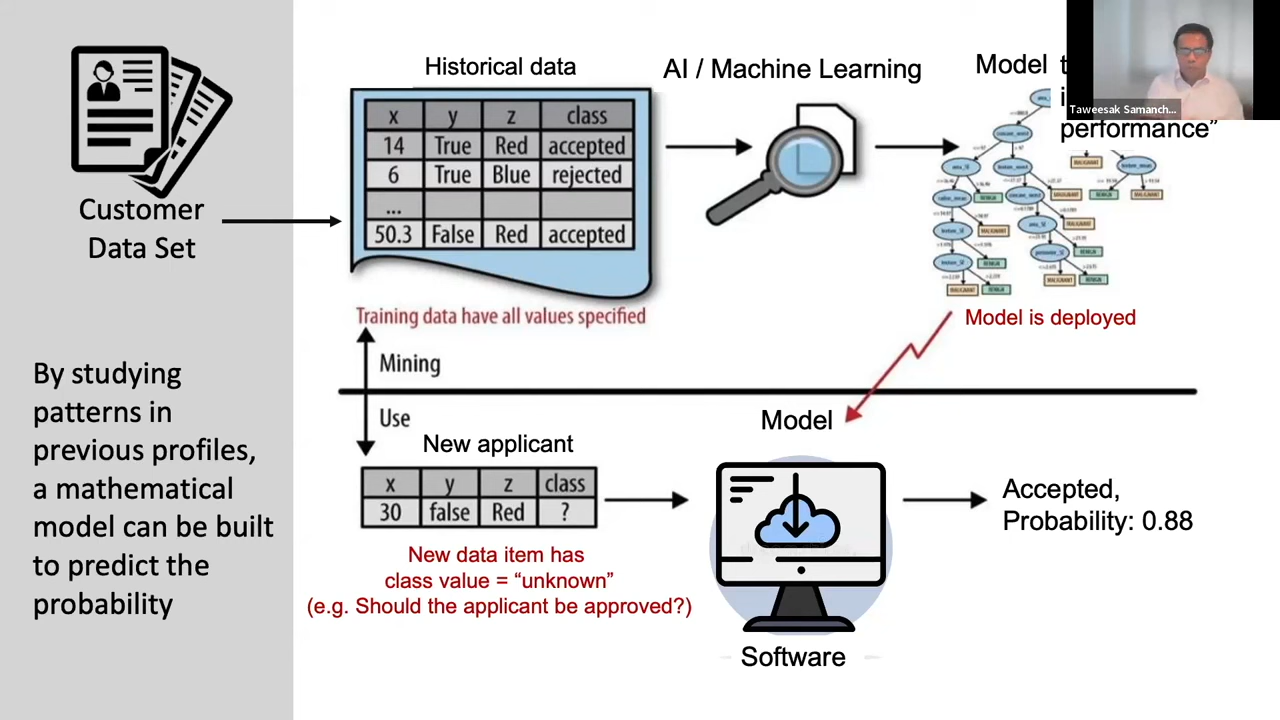 Customer
Data Set
By studying
patterns in
previous profiles,
a mathematical
model can be built
to predict the
probability
Historical data
x y z class
14 True Red accepted
6 True Blue rejected
...
50.3 False Red accepted
Training data have all values specified
AI / Machine Learning
Model
performance”
Taweesak Samanch...
MALIGNANT
BENIGN
MALIGNANT
Model is deployed
Mining
Use
New applicant
x y z class
30 false Red ?
New data item has
class value = “unknown”
(e.g. Should the applicant be approved?)
Model
Software
Accepted,
Probability: 0.88